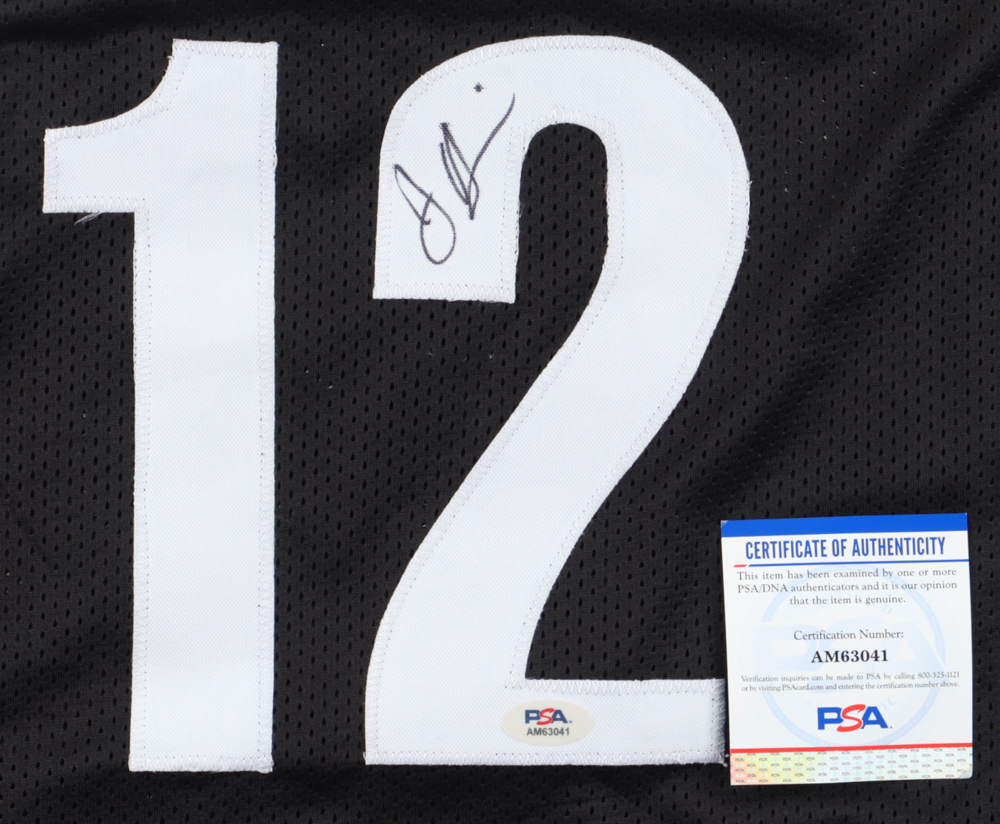 12
PSA
AM63041
CERTIFICATE OF AUTHENTICITY
This item has been examined by one or more
PSA/DNA authenticators and it is our opinion
that the item is genuine.
Certification Number:
AM63041
Verification inquiries can be made to PSA by calling 800-325-1121
or by visiting PSAcard.com and entering the certification number above.
PSA